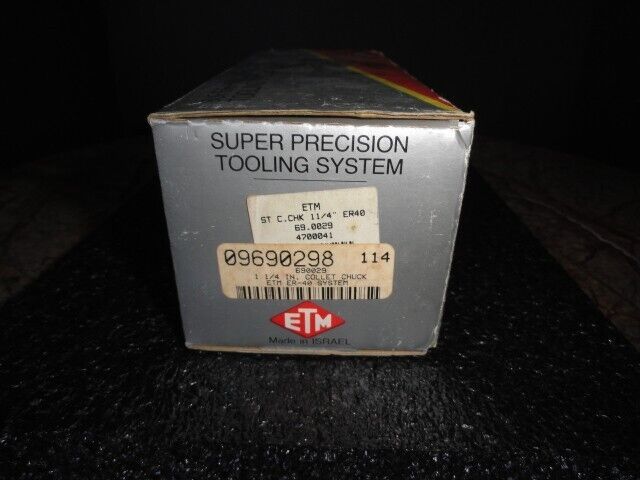 SUPER PRECISION
TOOLING SYSTEM
ETM
ST C.CHK 11/4" ER40
69.0029
4700041
09690298 114
690029
1 1/4 IN. COLLET CHUCK
ETM ER-40 SYSTEM
ETM
Made in ISRAEL